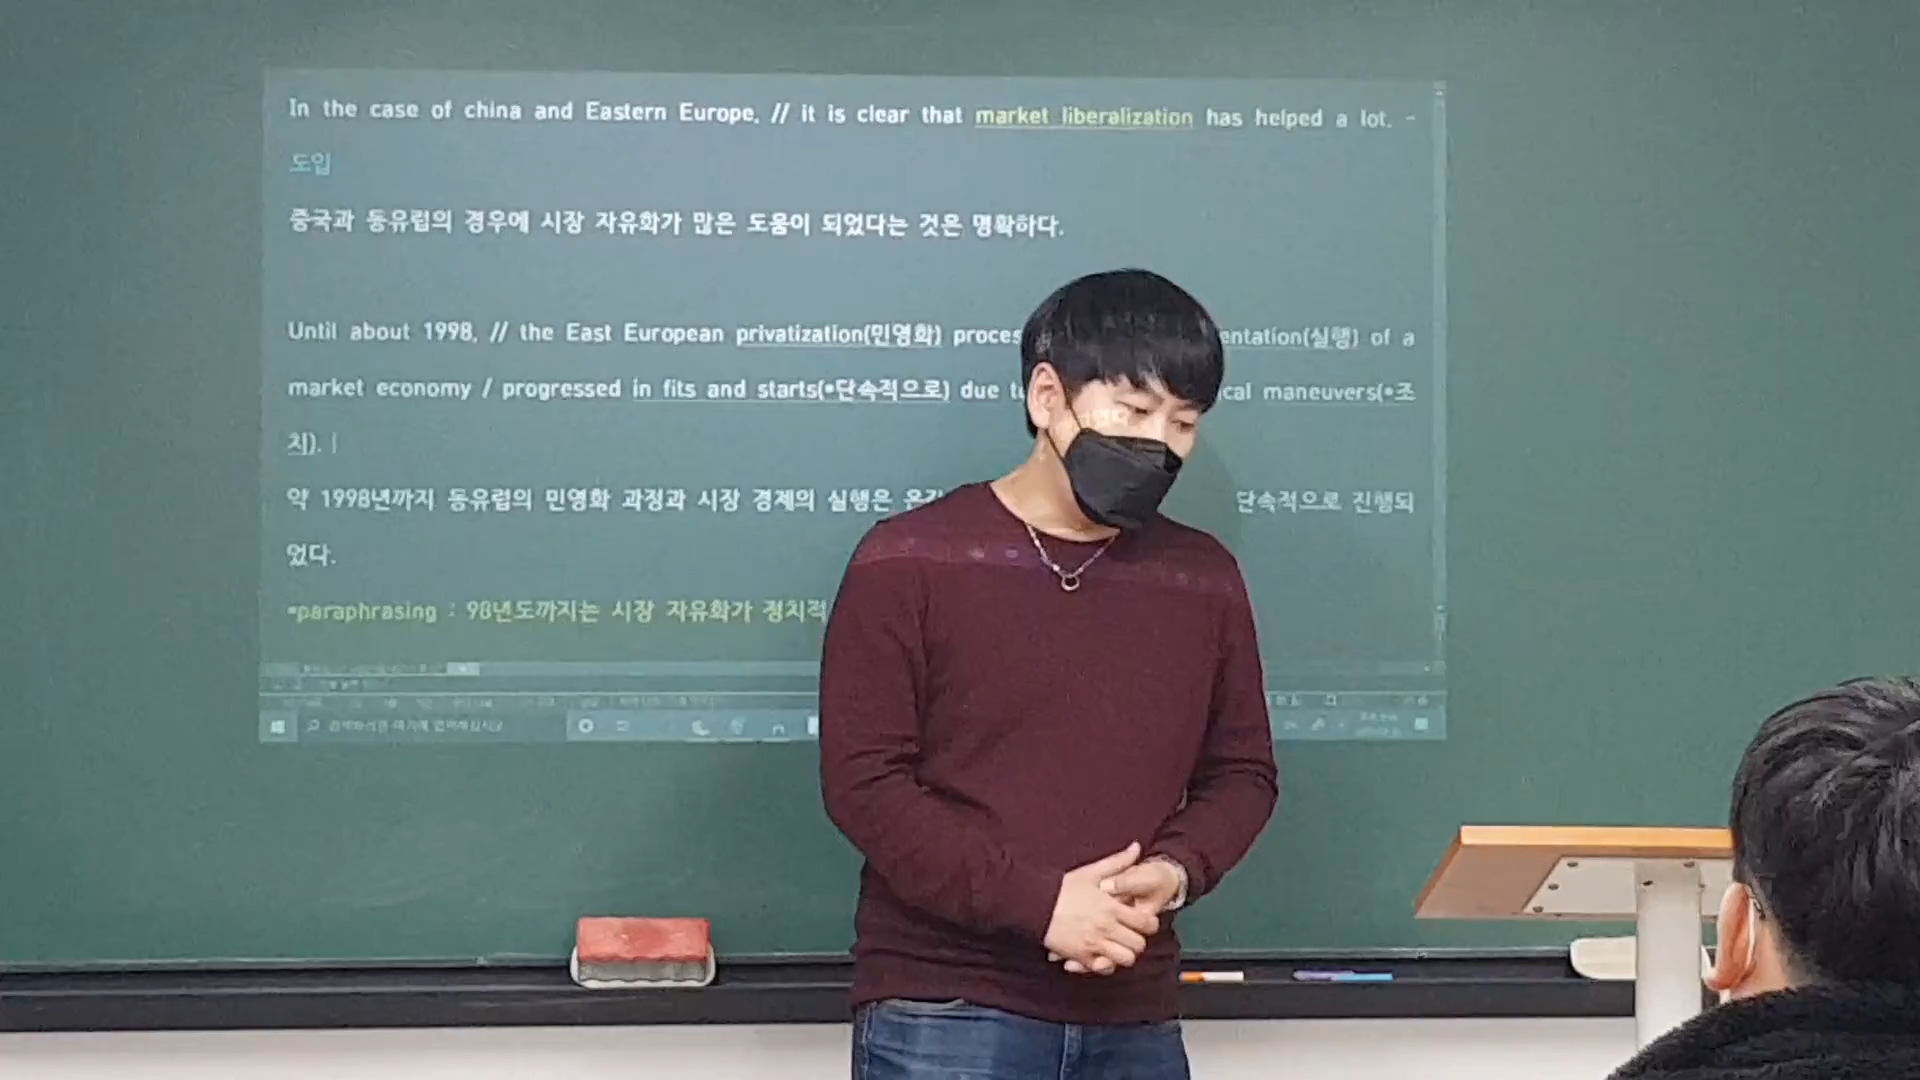 In the case of china and Eastern Europe, // it is clear that market liberalization has helped a lot. -
도입
중국과 동유럽의 경우에 시장 자유화가 많은 도움이 되었다는 것은 명확하다.
Until about 1998, // the East European privatization(민영화) proces entation(실행) of a
market economy / progressed in fits and starts(•단속적으로) due cal maneuvers(•조
치). |
약 1998년까지 동유럽의 민영화 과정과 시장 경제의 실행은 단속적으로 진행되
었다.
•paraphrasing : 98년도까지는 시장 자유화가 정치적